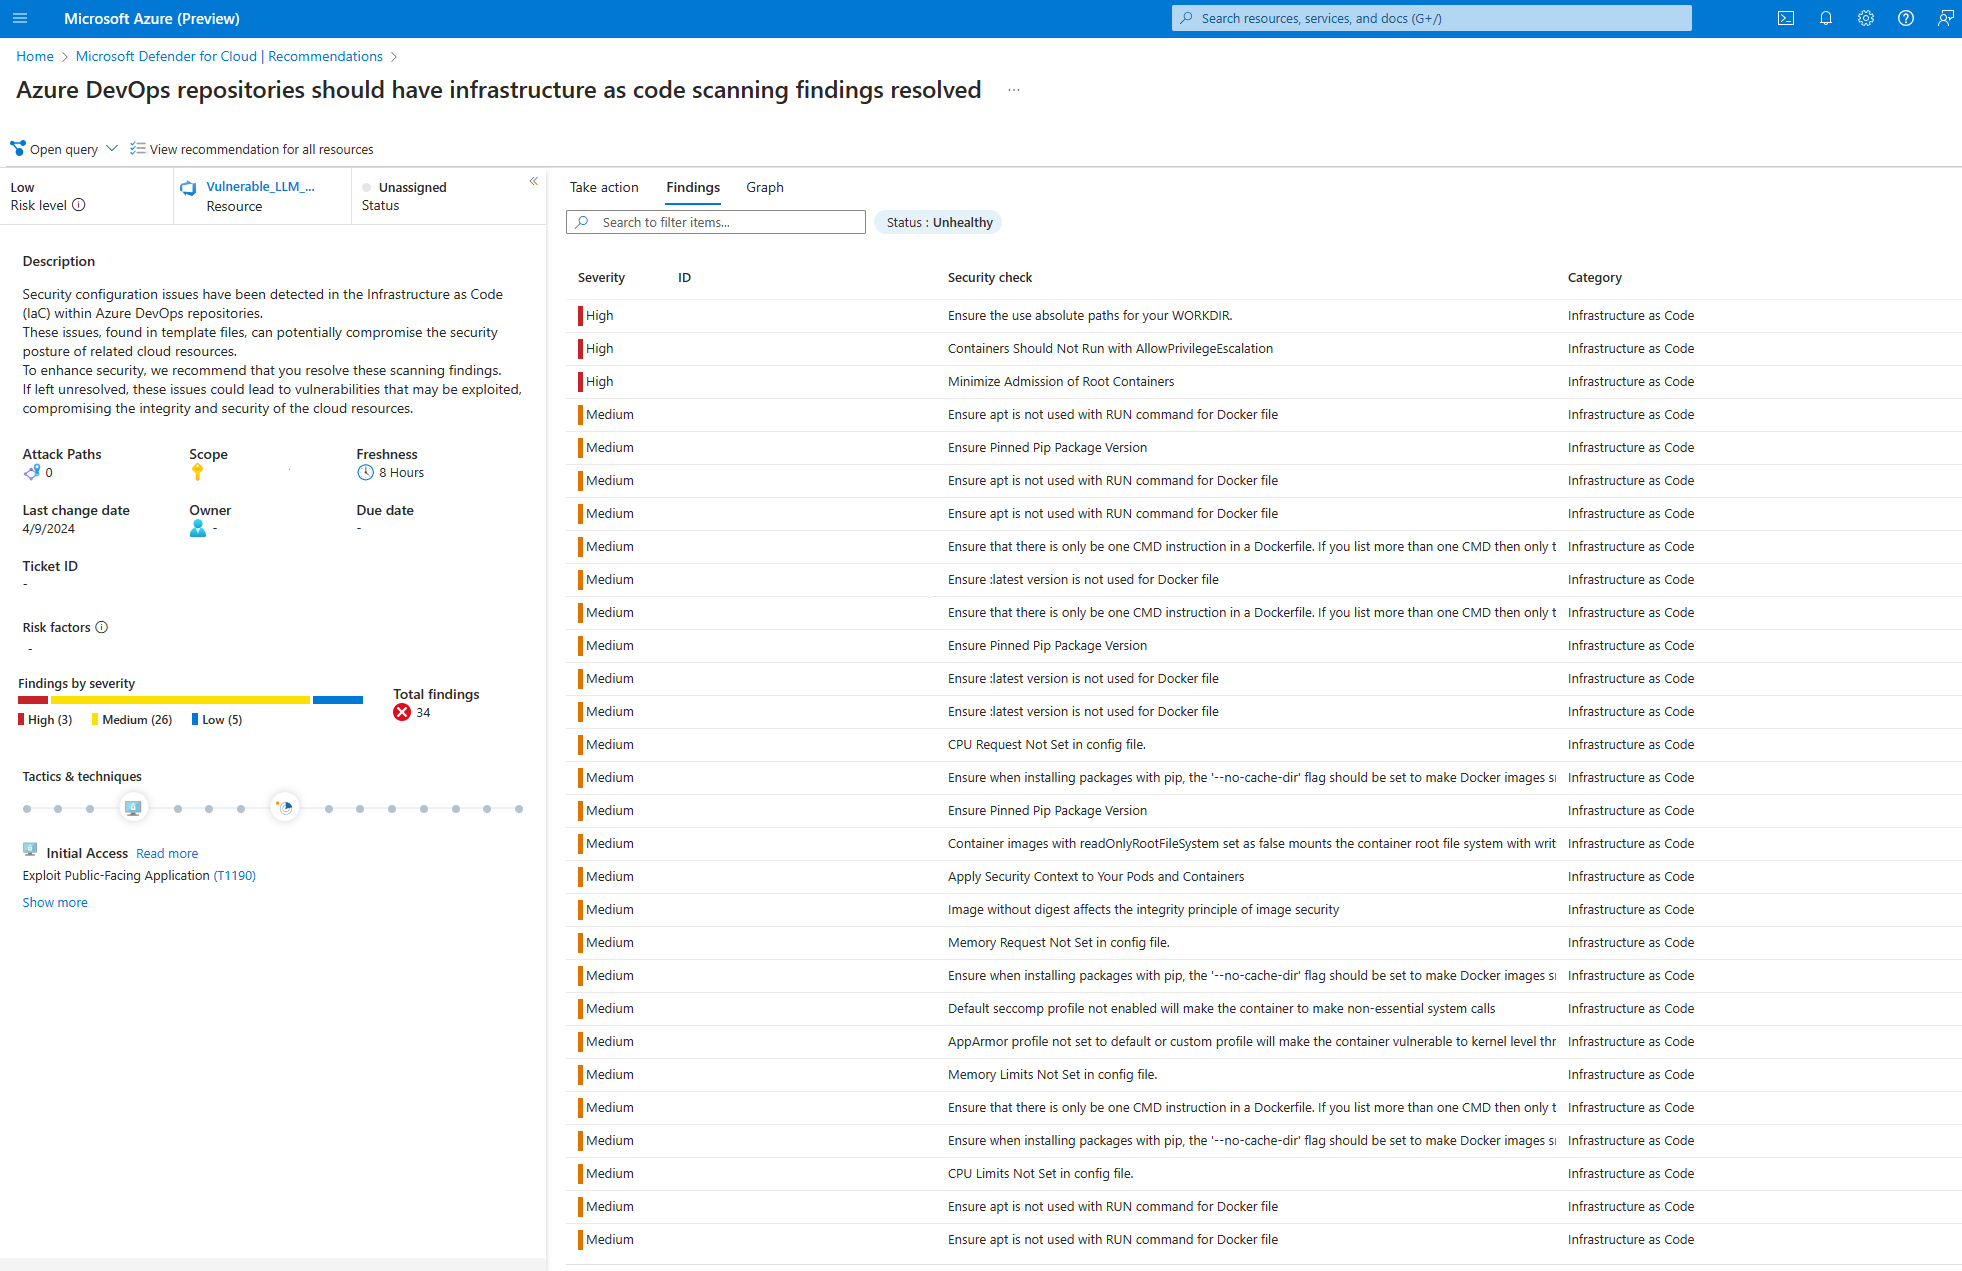 Microsoft Azure (Preview)
Search resources, services, and docs (G+/)
Home > Microsoft Defender for Cloud | Recommendations >
Azure DevOps repositories should have infrastructure as code scanning findings resolved ...
Open query
View recommendation for all resources
Low
Risk level
Vulnerable_LLM_...
Resource
Unassigned
Status
Description
Security configuration issues have been detected in the Infrastructure as Code
(IaC) within Azure DevOps repositories.
These issues, found in template files, can potentially compromise the security
posture of related cloud resources.
To enhance security, we recommend that you resolve these scanning findings.
If left unresolved, these issues could lead to vulnerabilities that may be exploited,
compromising the integrity and security of the cloud resources.
Attack Paths
0
Scope
Freshness
8 Hours
Last change date
4/9/2024
Owner
-
Due date
-
Ticket ID
-
Risk factors
-
Findings by severity
High (3) Medium (26) Low (5)
Total findings
34
Tactics & techniques
Initial Access Read more
Exploit Public-Facing Application (T1190)
Show more
Take action Findings Graph
Search to filter items...
Status : Unhealthy
Severity ID Security check Category
High Ensure the use absolute paths for your WORKDIR. Infrastructure as Code
High Containers Should Not Run with AllowPrivilegeEscalation Infrastructure as Code
High Minimize Admission of Root Containers Infrastructure as Code
Medium Ensure apt is not used with RUN command for Docker file Infrastructure as Code
Medium Ensure Pinned Pip Package Version Infrastructure as Code
Medium Ensure apt is not used with RUN command for Docker file Infrastructure as Code
Medium Ensure apt is not used with RUN command for Docker file Infrastructure as Code
Medium Ensure that there is only be one CMD instruction in a Dockerfile. If you list more than one CMD then only t Infrastructure as Code
Medium Ensure :latest version is not used for Docker file Infrastructure as Code
Medium Ensure that there is only be one CMD instruction in a Dockerfile. If you list more than one CMD then only t Infrastructure as Code
Medium Ensure Pinned Pip Package Version Infrastructure as Code
Medium Ensure :latest version is not used for Docker file Infrastructure as Code
Medium Ensure :latest version is not used for Docker file Infrastructure as Code
Medium CPU Request Not Set in config file. Infrastructure as Code
Medium Ensure when installing packages with pip, the '--no-cache-dir' flag should be set to make Docker images Infrastructure as Code
Medium Ensure Pinned Pip Package Version Infrastructure as Code
Medium Container images with readOnlyRootFileSystem set as false mounts the container root file system with writ Infrastructure as Code
Medium Apply Security Context to Your Pods and Containers Infrastructure as Code
Medium Image without digest affects the integrity principle of image security Infrastructure as Code
Medium Memory Request Not Set in config file. Infrastructure as Code
Medium Ensure when installing packages with pip, the '--no-cache-dir' flag should be set to make Docker images Infrastructure as Code
Medium Default seccomp profile not enabled will make the container to make non-essential system calls Infrastructure as Code
Medium AppArmor profile not set to default or custom profile will make the container vulnerable to kernel level thr Infrastructure as Code
Medium Memory Limits Not Set in config file. Infrastructure as Code
Medium Ensure that there is only be one CMD instruction in a Dockerfile. If you list more than one CMD then only t Infrastructure as Code
Medium Ensure when installing packages with pip, the '--no-cache-dir' flag should be set to make Docker images Infrastructure as Code
Medium CPU Limits Not Set in config file. Infrastructure as Code
Medium Ensure apt is not used with RUN command for Docker file Infrastructure as Code
Medium Ensure apt is not used with RUN command for Docker file Infrastructure as Code